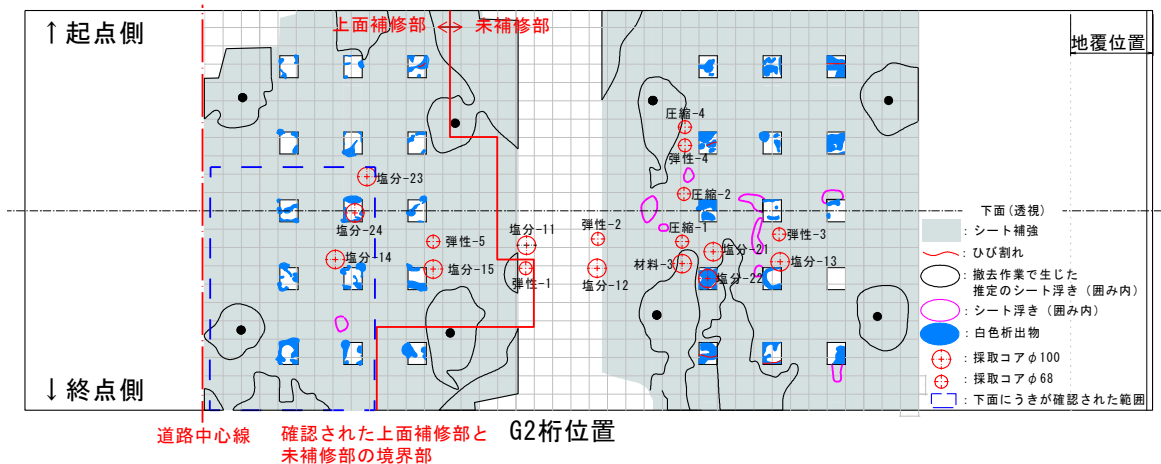 上面補修部 ↔ 未補修部
↑起点側
地覆位置
圧縮-4
弾性-4
塩分-23
圧縮-2
塩分-24
塩分-11
弾性-2
圧縮-1
塩分-21
弾性-3
弾性-5
塩分-14
塩分-15
弾性-1
塩分-12
材料-3
塩分-22
塩分-13
下面(透視)
：シート補強
：ひび割れ
：撤去作業で生じた
推定のシート浮き（囲み内）
：シート浮き（囲み内）
：白色析出物
：採取コアφ100
：採取コアφ68
：下面にうきが確認された範囲
↓終点側
道路中心線
確認された上面補修部と
未補修部の境界部
G2桁位置